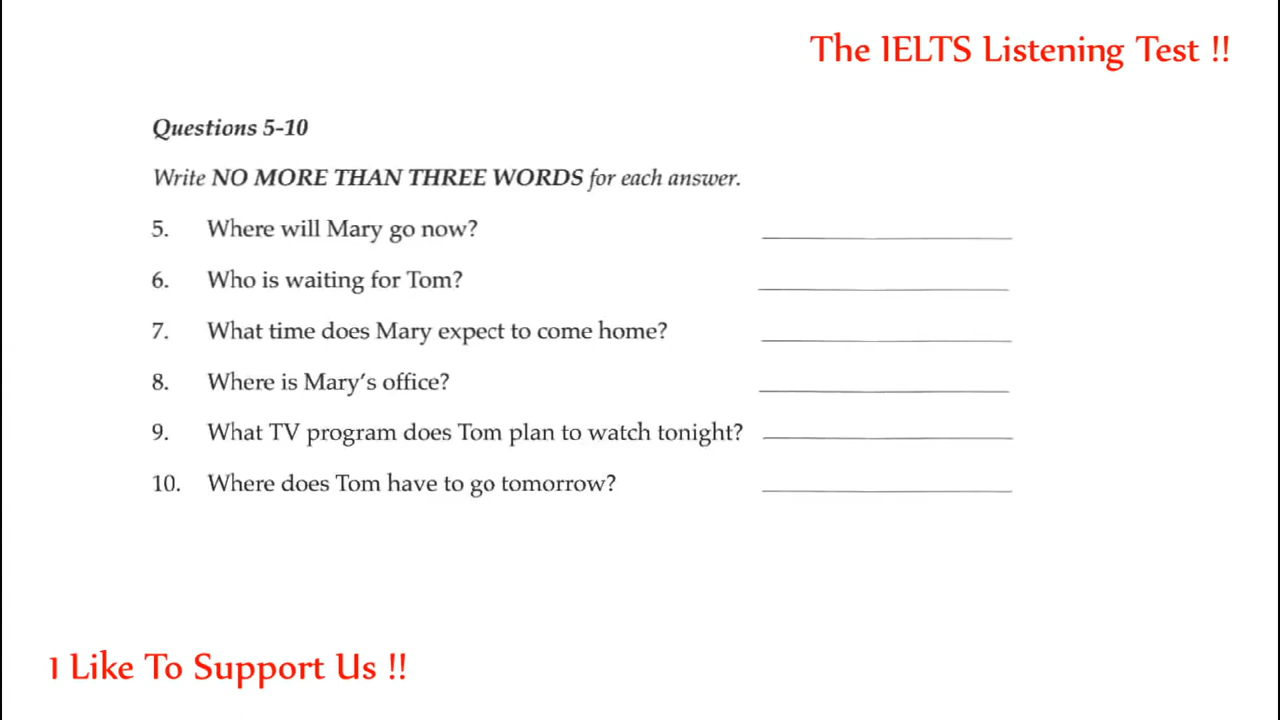 The IELTS Listening Test !!
Questions 5-10
Write NO MORE THAN THREE WORDS for each answer.
5. Where will Mary go now?
6. Who is waiting for Tom?
7. What time does Mary expect to come home?
8. Where is Mary's office?
9. What TV program does Tom plan to watch tonight?
10. Where does Tom have to go tomorrow?
1 Like To Support Us !!